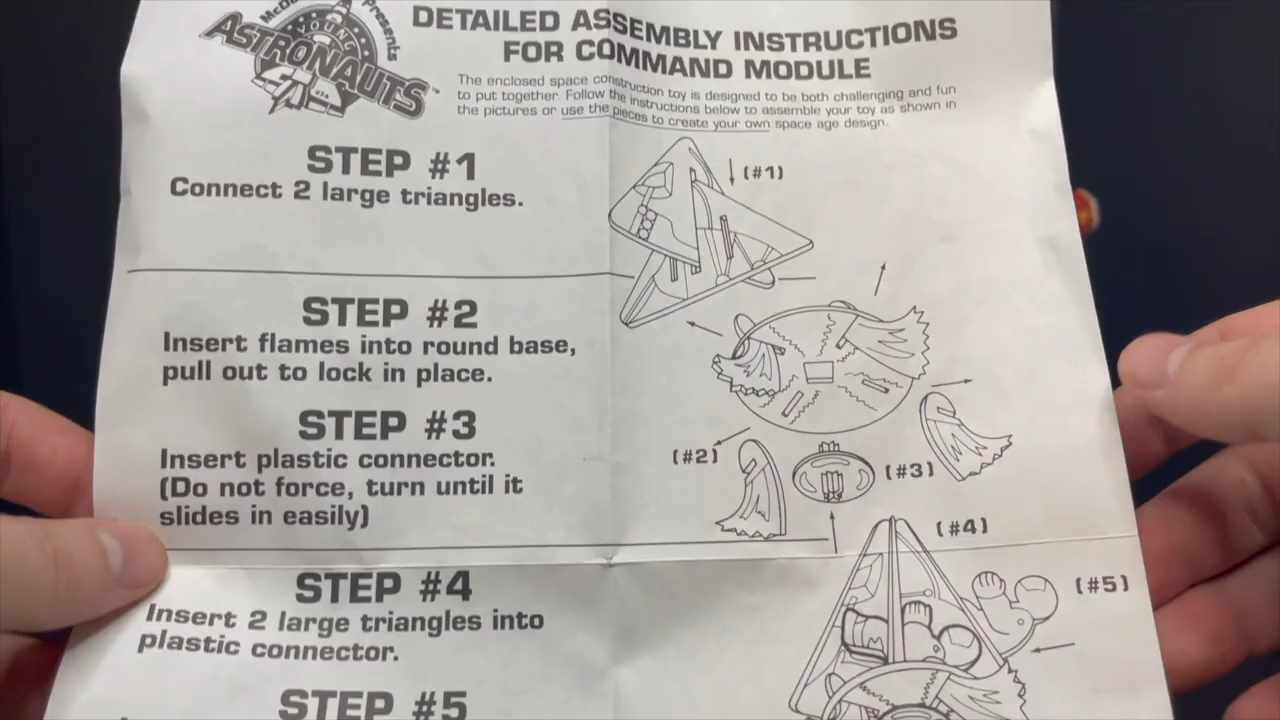 Presents
YOUNG
ASTRONAUTS™
USA
DETAILED ASSEMBLY INSTRUCTIONS
FOR COMMAND MODULE
The enclosed space construction toy is designed to be both challenging and fun
to put together. Follow the instructions below to assemble your toy as shown in
the pictures or use the pieces to create your own space age design.
STEP #1
Connect 2 large triangles.
(#1)
STEP #2
Insert flames into round base,
pull out to lock in place.
STEP #3
Insert plastic connector.
(Do not force, turn until it
slides in easily)
(#2)
(#3)
STEP #4
Insert 2 large triangles into
plastic connector.
(#4)
(#5)
STEP #5